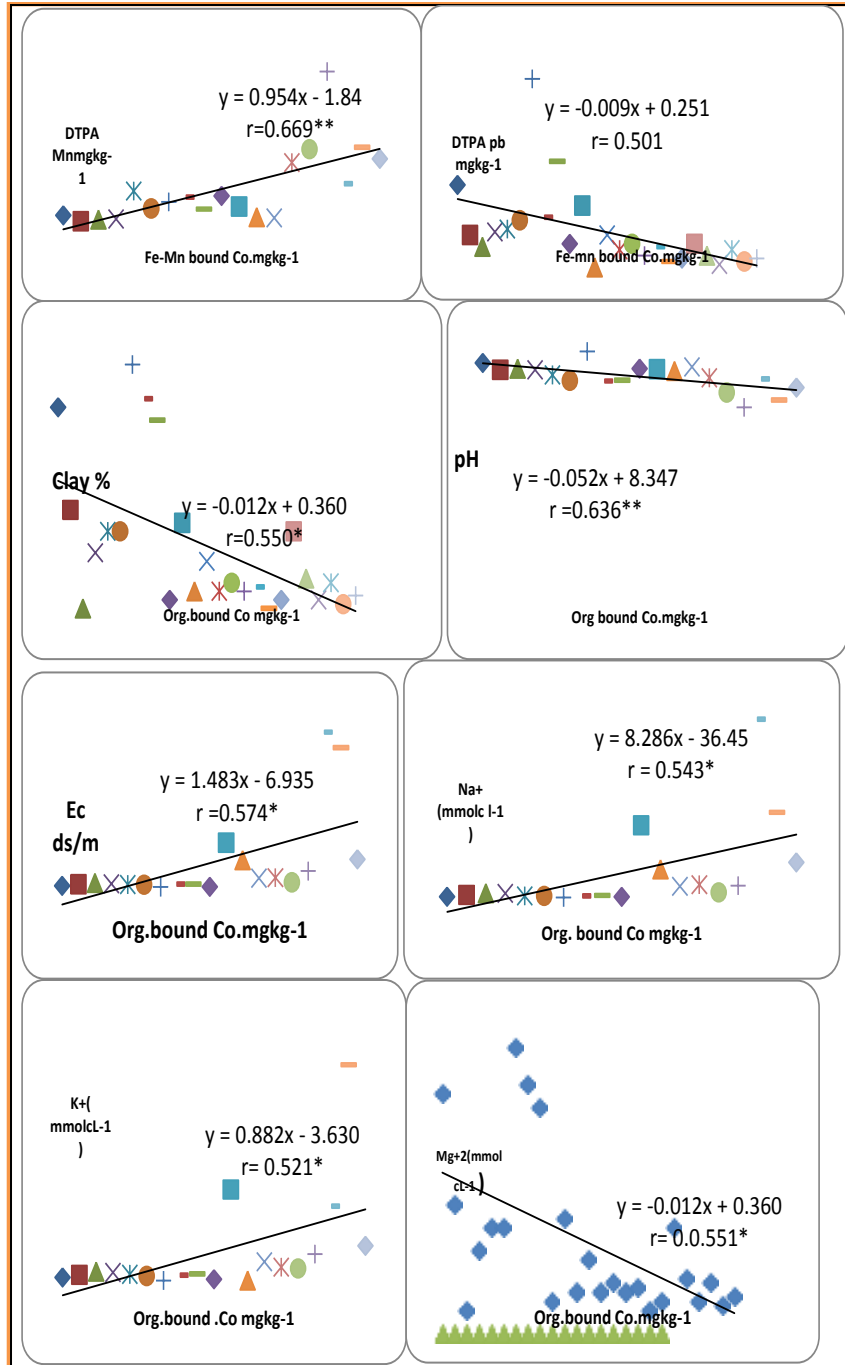 y = 0.954x - 1.84
r=0.669**
DTPA
Mnmgkg-
1
Fe-Mn bound Co.mgkg-1
y = -0.009x + 0.251
r= 0.501
DTPA pb
mgkg-1
Fe-mn bound Co.mgkg-1
Clay %
y = -0.012x + 0.360
r=0.550*
Org.bound Co mgkg-1
pH
y = -0.052x + 8.347
r =0.636**
Org bound Co.mgkg-1
y = 1.483x - 6.935
r =0.574*
Ec
ds/m
Org.bound Co.mgkg-1
y = 8.286x - 36.45
r = 0.543*
Na+
(mmolc l-1
)
Org. bound Co mgkg-1
K+(
mmolcL-1
)
y = 0.882x - 3.630
r= 0.521*
Org.bound .Co mgkg-1
Mg+2(mmol
cL-1)
y = -0.012x + 0.360
r= 0.0.551*
Org.bound Co.mgkg-1